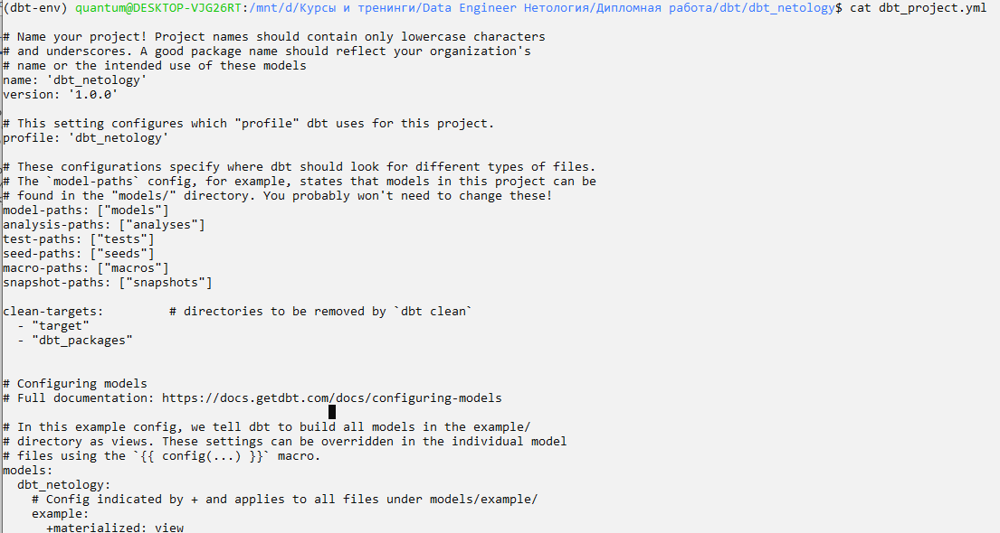 (dbt-env) quantum@DESKTOP-VJG26RT:/mnt/d/Курсы и тренинги/Data Engineer Нетология/Дипломная работа/dbt/dbt_netology$ cat dbt_project.yml

# Name your project! Project names should contain only lowercase characters
# and underscores. A good package name should reflect your organization's
# name or the intended use of these models
name: 'dbt_netology'
version: '1.0.0'

# This setting configures which "profile" dbt uses for this project.
profile: 'dbt_netology'

# These configurations specify where dbt should look for different types of files.
# The `model-paths` config, for example, states that models in this project can be
# found in the "models/" directory. You probably won't need to change these!
model-paths: ["models"]
analysis-paths: ["analyses"]
test-paths: ["tests"]
seed-paths: ["seeds"]
macro-paths: ["macros"]
snapshot-paths: ["snapshots"]

clean-targets:         # directories to be removed by `dbt clean`
  - "target"
  - "dbt_packages"


# Configuring models
# Full documentation: https://docs.getdbt.com/docs/configuring-models

# In this example config, we tell dbt to build all models in the example/
# directory as views. These settings can be overridden in the individual model
# files using the `{{ config(...) }}` macro.
models:
  dbt_netology:
    # Config indicated by + and applies to all files under models/example/
    example:
      +materialized: view